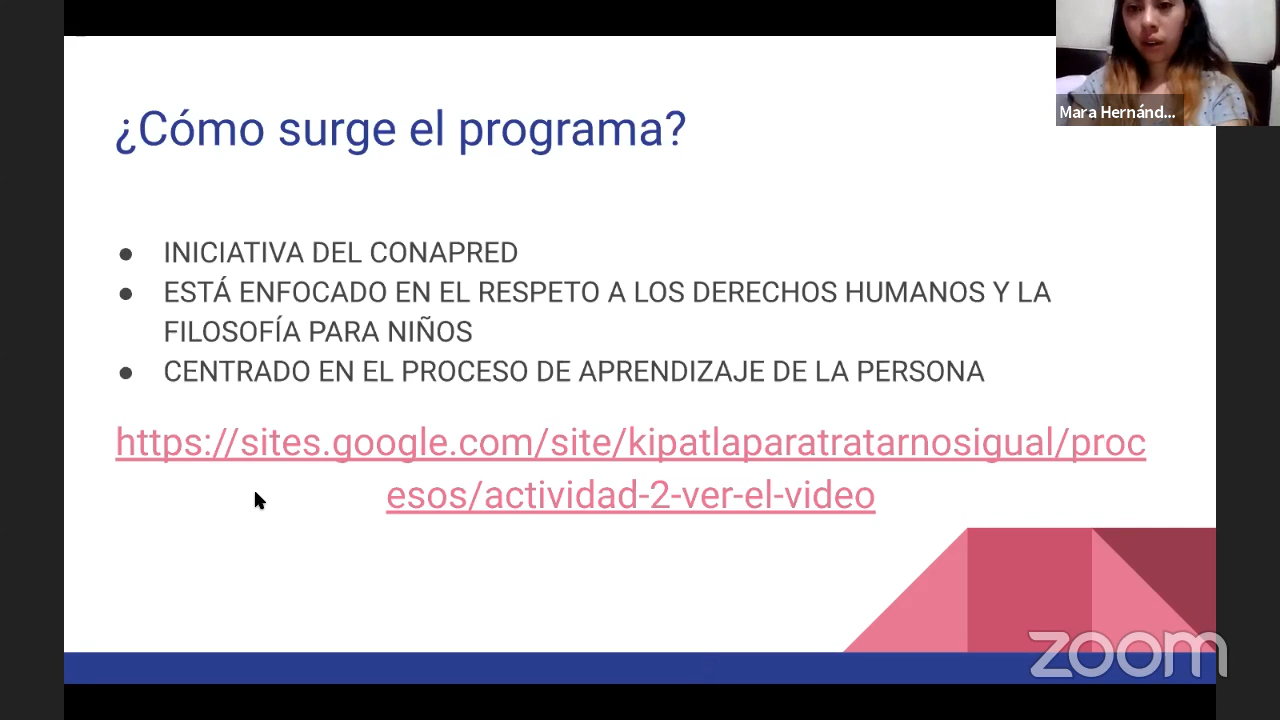 ¿Cómo surge el programa?
● INICIATIVA DEL CONAPRED
● ESTÁ ENFOCADO EN EL RESPETO A LOS DERECHOS HUMANOS Y LA
FILOSOFÍA PARA NIÑOS
● CENTRADO EN EL PROCESO DE APRENDIZAJE DE LA PERSONA
https://sites.google.com/site/kipatlaparatratarnosigual/proc
esos/actividad-2-ver-el-video
Mara Hernánd...
zoom